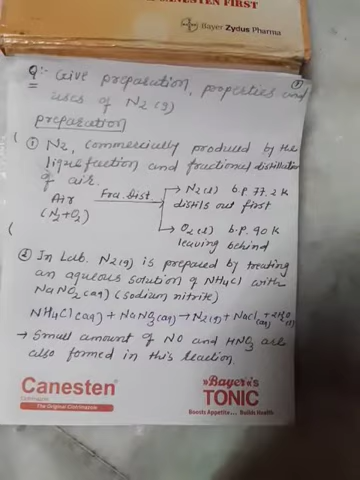 CANESTEN FIRST
Bayer Zydus Pharma
Q:- Give preparation, properties and
uses of N2(g)
preparation
① N2, commercially produced by the
liquefaction and fractional distillation
of air.
Air Fra. Dist → N2(l) b.p. 77.2 K
(N2+O2) distils out first
→ O2(l) b.p. 90 K
leaving behind
② In Lab. N2(g) is prepared by treating
an aqueous solution of NH4Cl with
NaNO2(aq) (sodium nitrite)
NH4Cl(aq) + NaNO2(aq) → N2(g) + NaCl(aq) + 2H2O(l)
→ Small amount of NO and HNO3 are
also formed in this reaction.
Canesten
Clotrimazole
The Original Clotrimazole
Bayer's
TONIC
Boosts Appetite... Builds Health